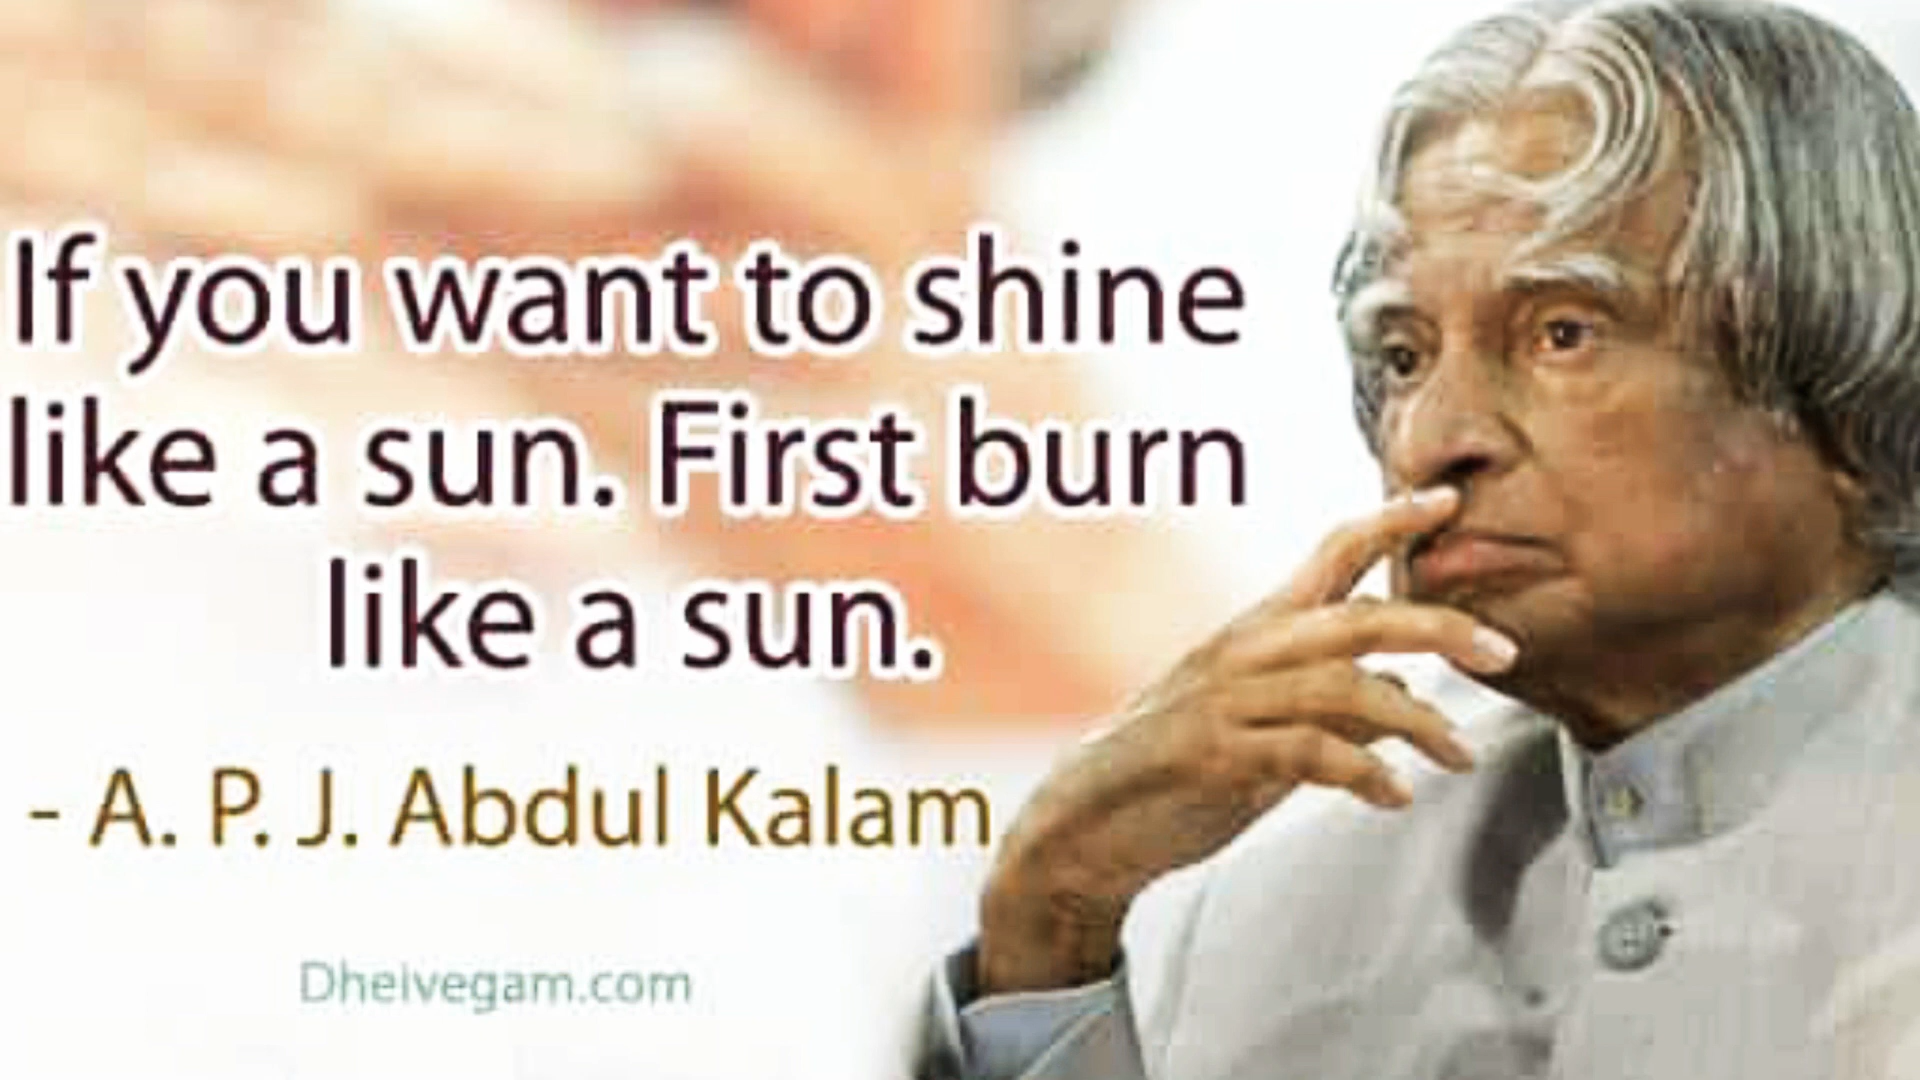 If you want to shine
like a sun. First burn
like a sun.
- A. P. J. Abdul Kalam
Dheivegam.com